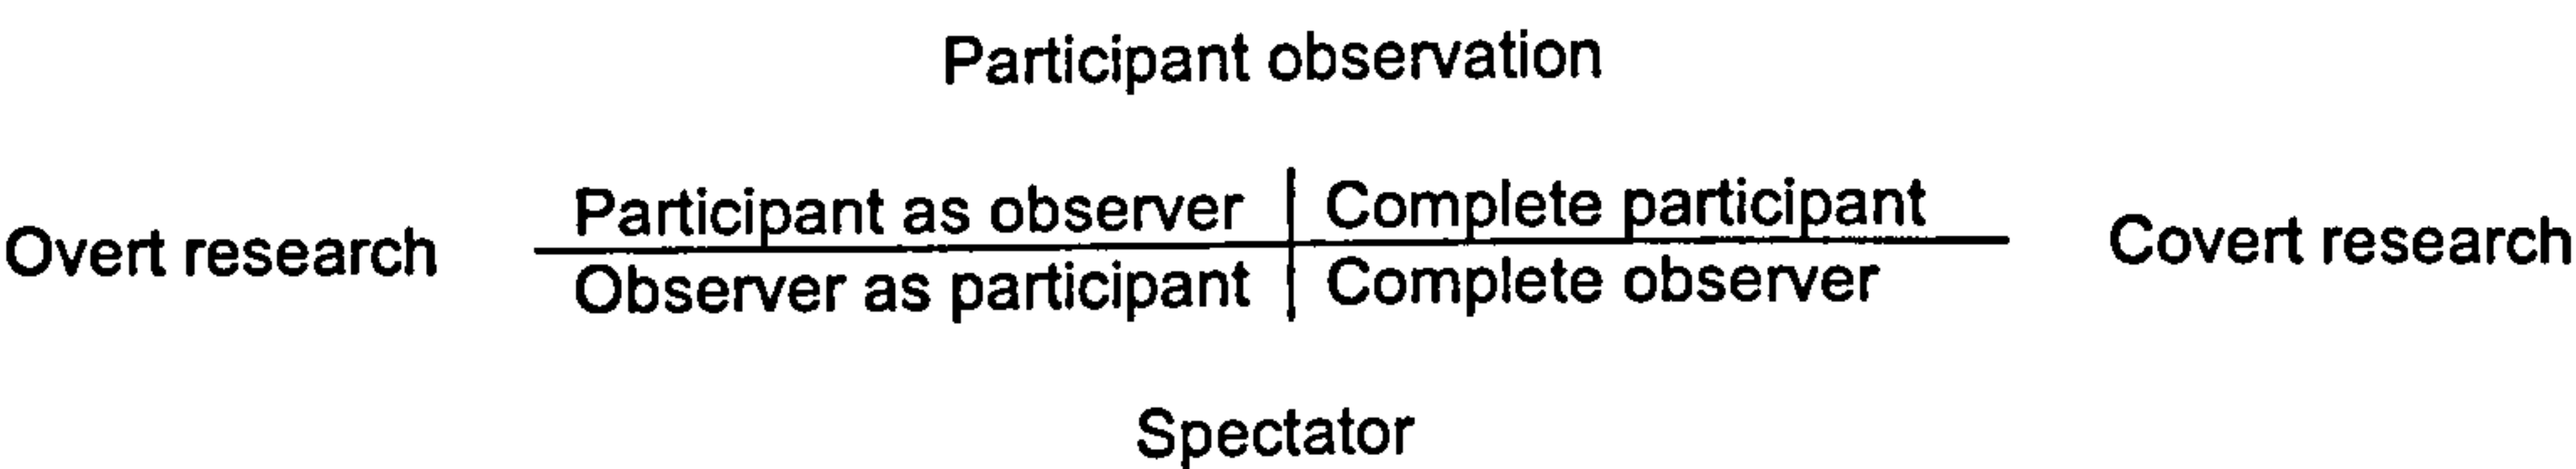 Participant observation
Participant as observer Complete participant
Overt research Covert research
Observer as participant Complete observer
Spectator